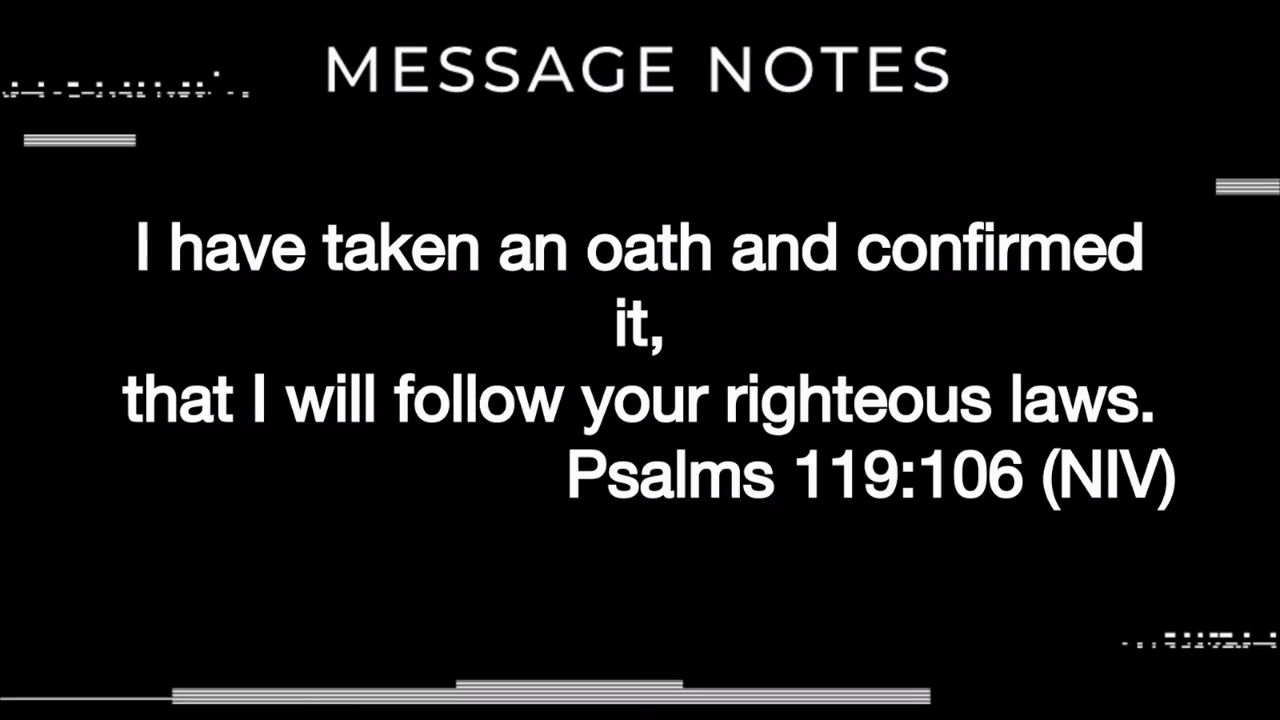 MESSAGE NOTES
I have taken an oath and confirmed
it,
that I will follow your righteous laws.
Psalms 119:106 (NIV)